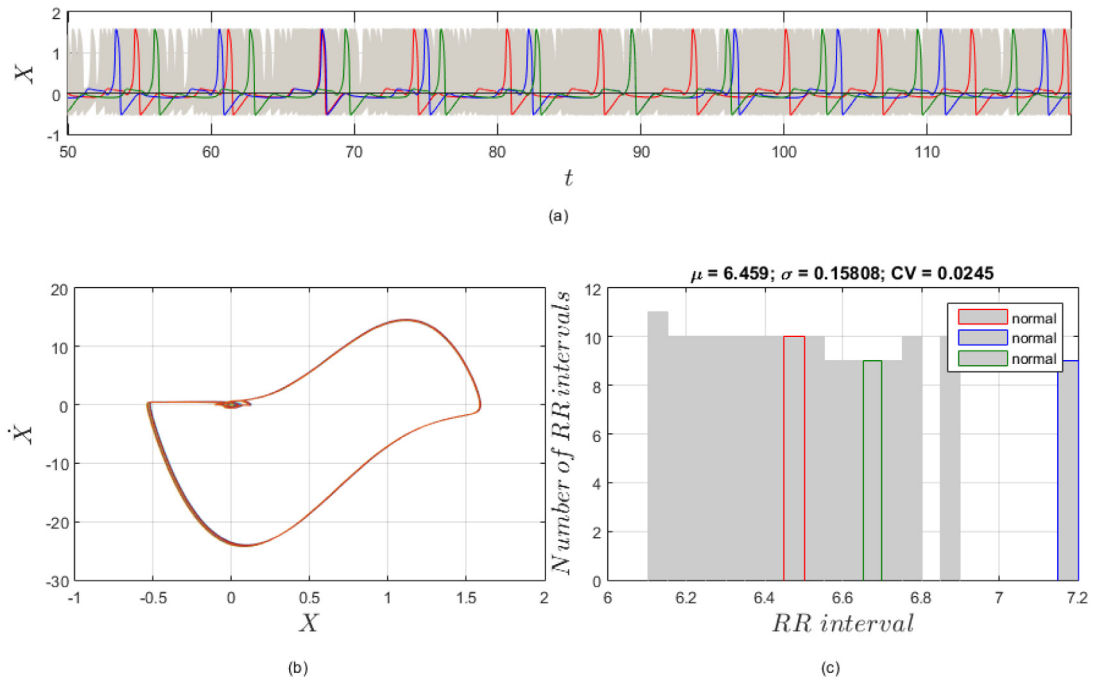 2
1
0
-1
X
50
60
70
80
90
100
110
t
(a)
20
10
0
-10
-20
-30
Ẋ
-1
-0.5
0
0.5
1
1.5
2
X
(b)
μ = 6.459; σ = 0.15808; CV = 0.0245
12
10
8
6
4
2
0
Number of RR intervals
normal
normal
normal
6
6.2
6.4
6.6
6.8
7
7.2
RR interval
(c)